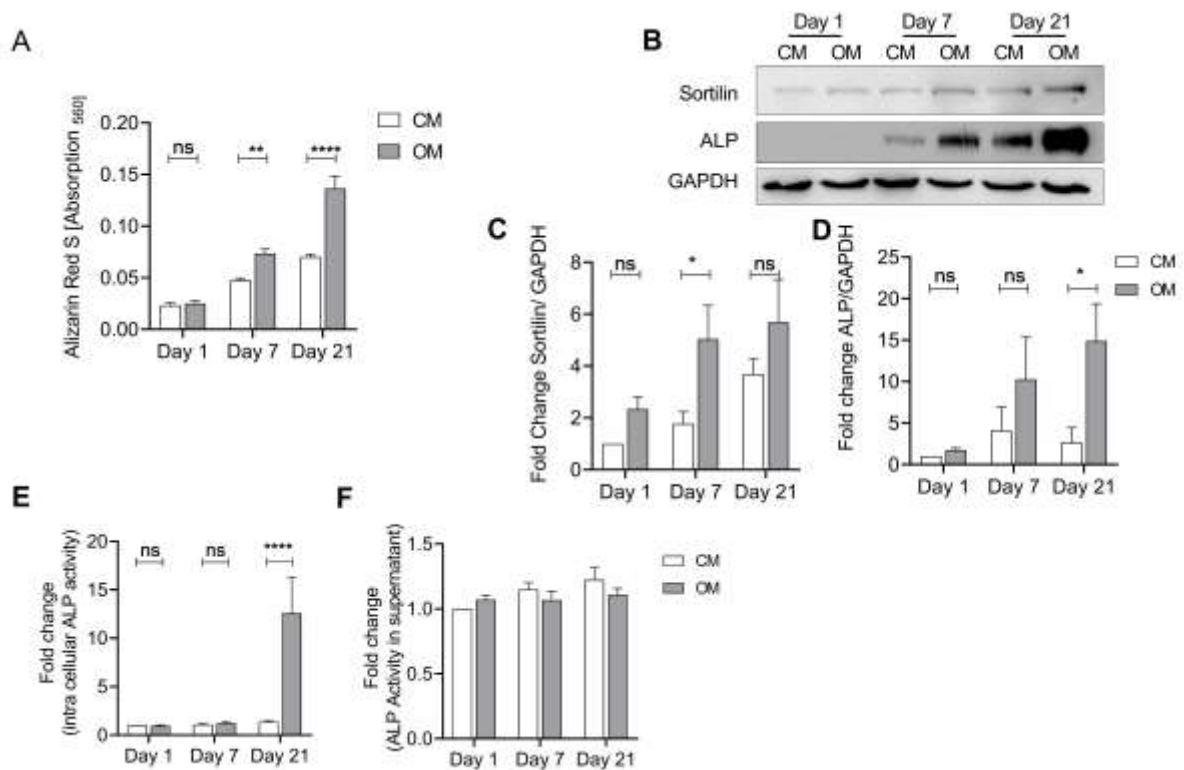 A
Alizarin Red S [Absorption 560]
0.20
0.15
0.10
0.05
0.00
ns
**
****
CM
OM
Day 1
Day 7
Day 21
B
Day 1
Day 7
Day 21
CM
OM
CM
OM
CM
OM
Sortilin
ALP
GAPDH
C
Fold Change Sortilin/ GAPDH
8
6
4
2
0
ns
*
ns
Day 1
Day 7
Day 21
D
Fold change ALP/GAPDH
25
20
15
10
5
0
ns
ns
*
CM
OM
Day 1
Day 7
Day 21
E
Fold change
(intra cellular ALP activity)
20
15
10
5
0
ns
ns
****
Day 1
Day 7
Day 21
F
Fold change
(ALP Activity in supernatant)
1.5
1.0
0.5
0.0
CM
OM
Day 1
Day 7
Day 21